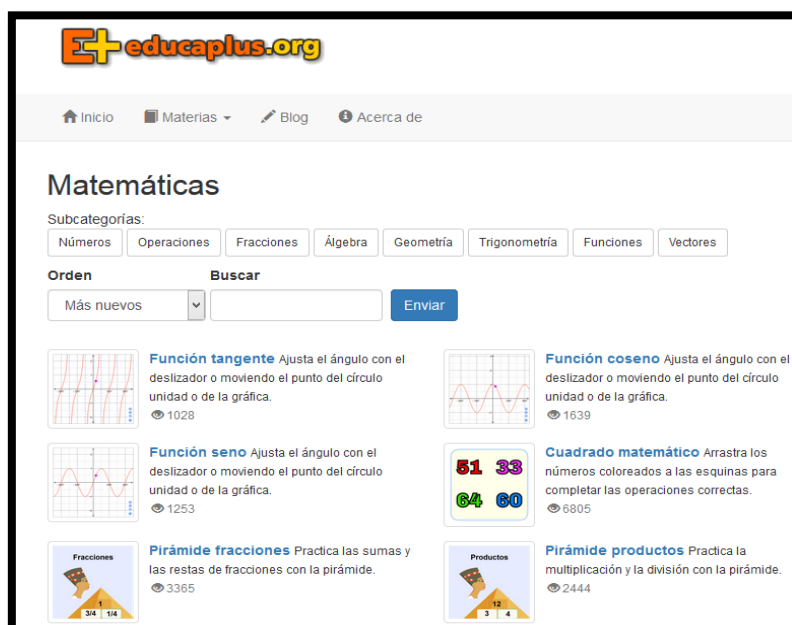 E+ educaplus.org
Inicio Materias Blog Acerca de
Matemáticas
Subcategorías:
Números Operaciones Fracciones Álgebra Geometría Trigonometría Funciones Vectores
Orden Buscar
Más nuevos Enviar
Función tangente Ajusta el ángulo con el
deslizador o moviendo el punto del círculo
unidad o de la gráfica.
1028
Función coseno Ajusta el ángulo con el
deslizador o moviendo el punto del círculo
unidad o de la gráfica.
1639
Función seno Ajusta el ángulo con el
deslizador o moviendo el punto del círculo
unidad o de la gráfica.
1253
51 33
64 60
Cuadrado matemático Arrastra los
números coloreados a las esquinas para
completar las operaciones correctas.
6805
Fracciones
1
3/4 1/4
Pirámide fracciones Practica las sumas y
las restas de fracciones con la pirámide.
3365
Productos
12
3 4
Pirámide productos Practica la
multiplicación y la división con la pirámide.
2444